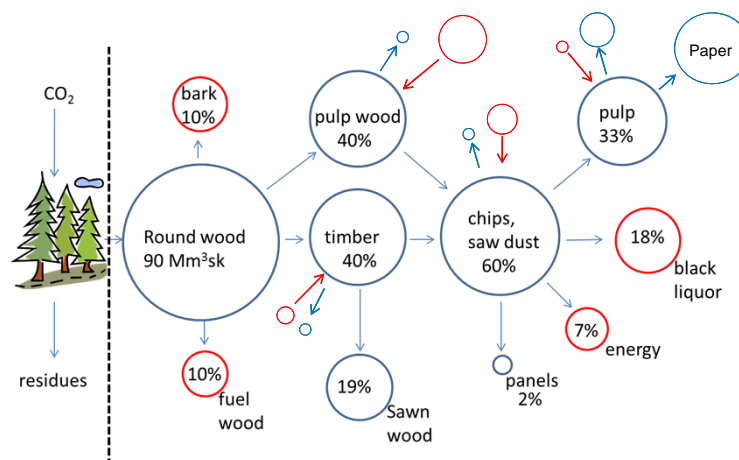 CO₂
residues
bark
10%
Round wood
90 Mm³sk
10%
fuel
wood
pulp wood
40%
timber
40%
19%
Sawn
wood
chips,
saw dust
60%
panels
2%
7%
energy
18%
black
liquor
pulp
33%
Paper